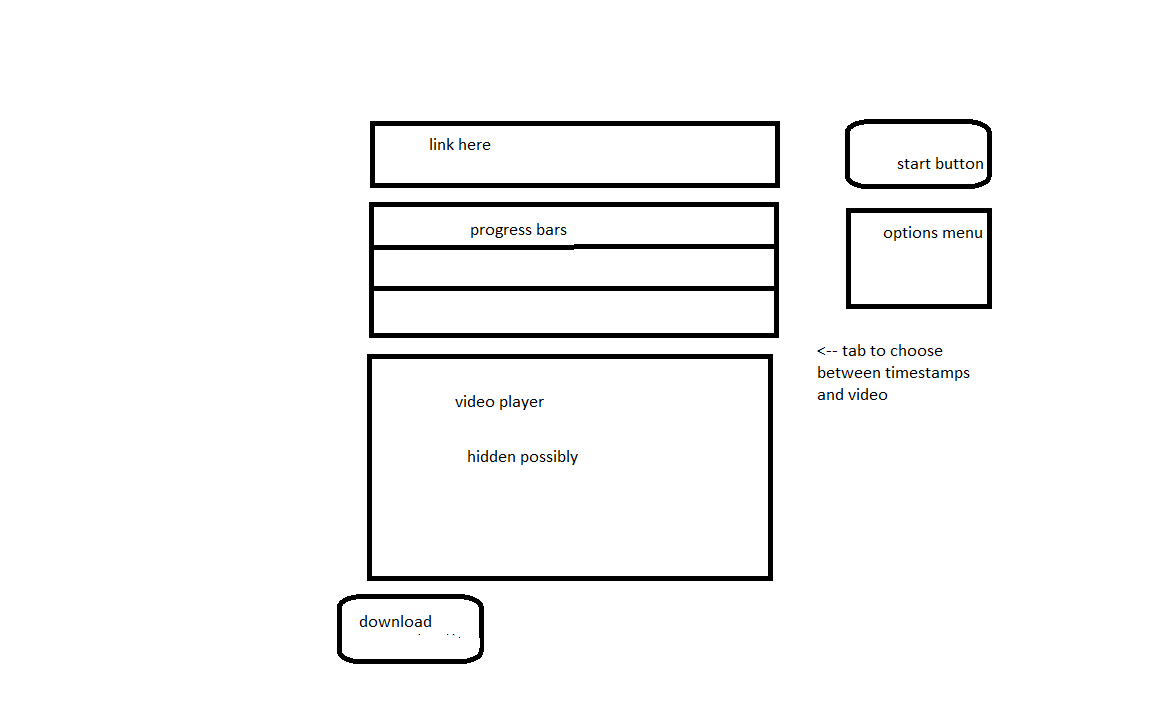 link here
start button
progress bars
options menu
<-- tab to choose
between timestamps
and video
video player
hidden possibly
download